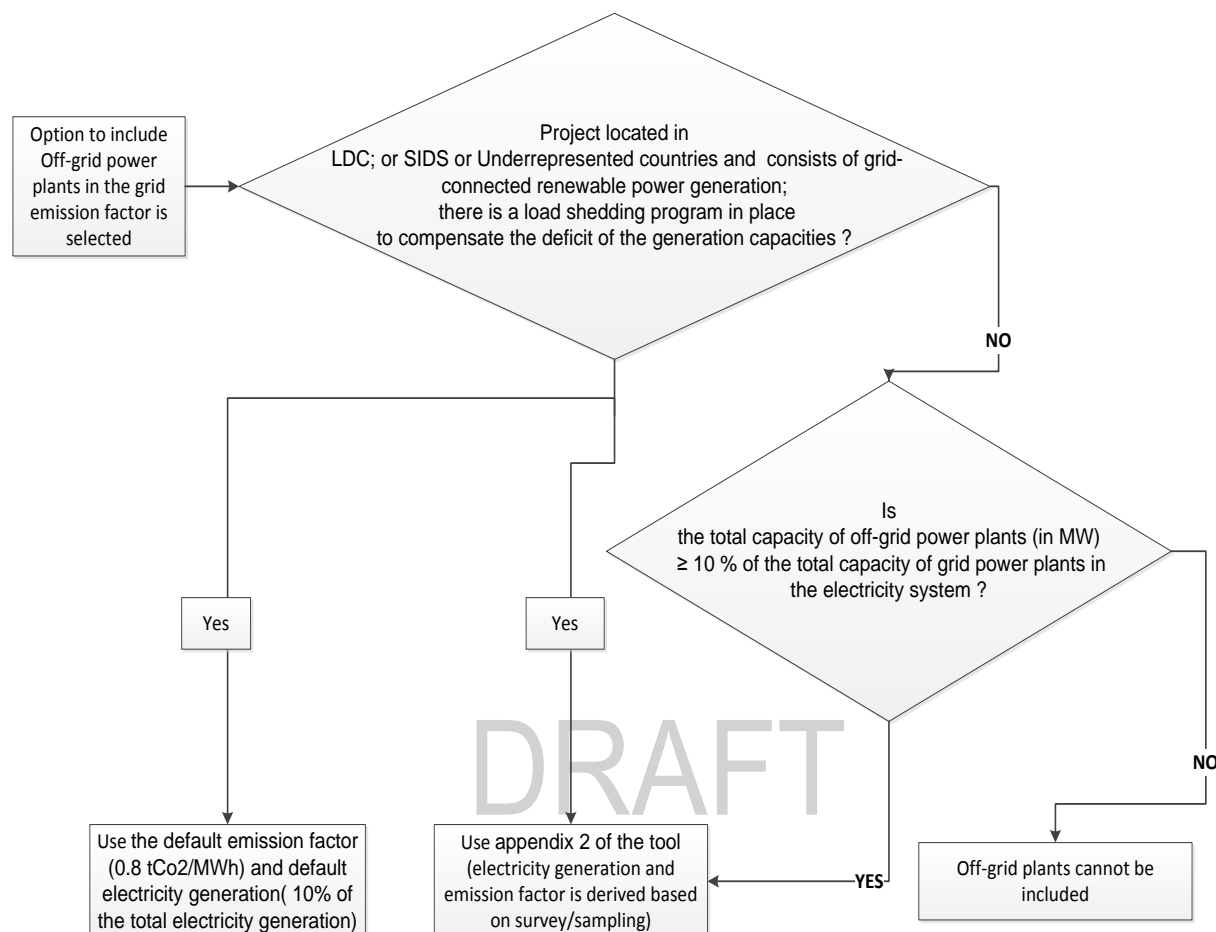 Option to include
Off-grid power
plants in the grid
emission factor is
selected
Project located in
LDC; or SIDS or Underrepresented countries and consists of grid-
connected renewable power generation;
there is a load shedding program in place
to compensate the deficit of the generation capacities ?
NO
Is
the total capacity of off-grid power plants (in MW)
≥ 10 % of the total capacity of grid power plants in
the electricity system ?
Yes
Yes
DRAFT
NO
Use the default emission factor
(0.8 tCo2/MWh) and default
electricity generation( 10% of
the total electricity generation)
Use appendix 2 of the tool
(electricity generation and
emission factor is derived based
on survey/sampling)
YES
Off-grid plants cannot be
included